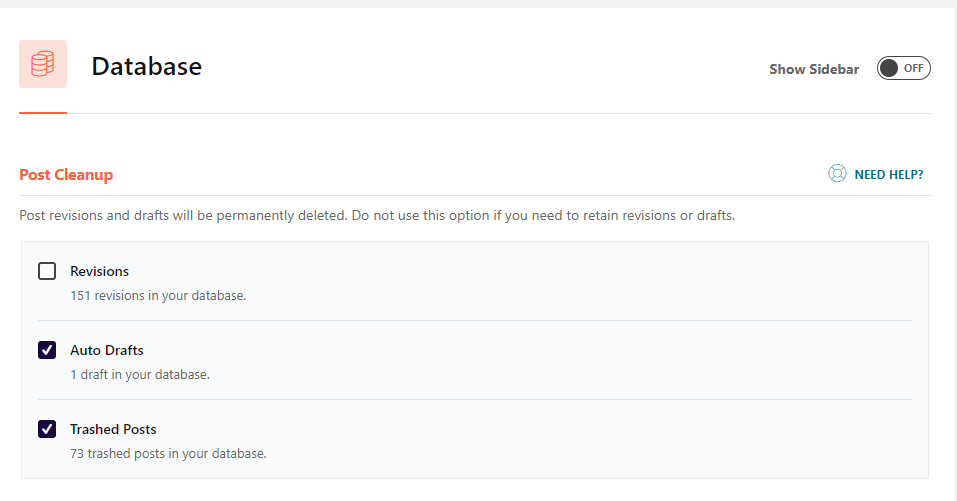 Database
Show Sidebar
OFF
Post Cleanup
NEED HELP?
Post revisions and drafts will be permanently deleted. Do not use this option if you need to retain revisions or drafts.
Revisions
151 revisions in your database.
Auto Drafts
1 draft in your database.
Trashed Posts
73 trashed posts in your database.